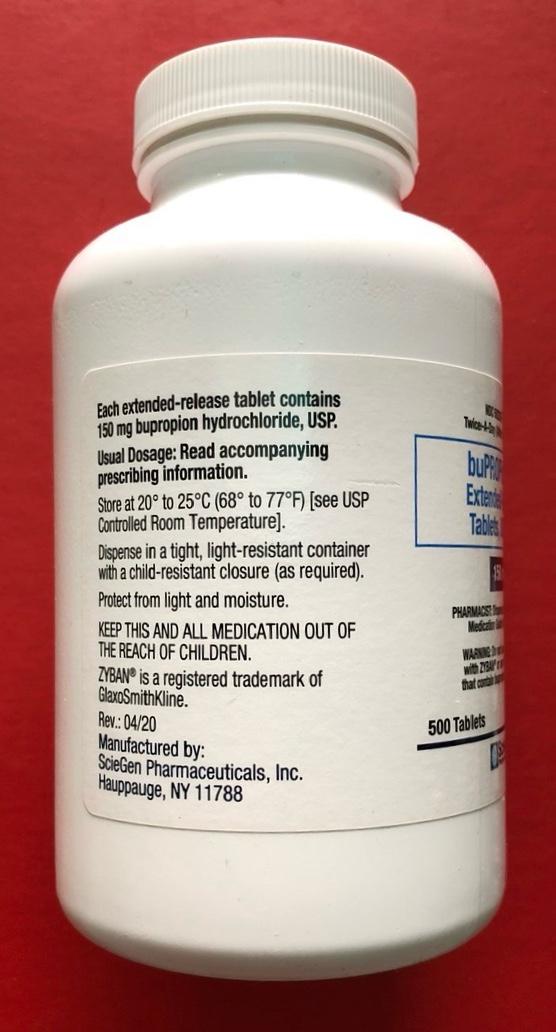 Each extended-release tablet contains
150 mg bupropion hydrochloride, USP.
Usual Dosage: Read accompanying
prescribing information.
Store at 20° to 25°C (68° to 77°F) [see USP
Controlled Room Temperature].
Dispense in a tight, light-resistant container
with a child-resistant closure (as required).
Protect from light and moisture.
KEEP THIS AND ALL MEDICATION OUT OF
THE REACH OF CHILDREN.
ZYBAN® is a registered trademark of
GlaxoSmithKline.
Rev.: 04/20
Manufactured by:
ScieGen Pharmaceuticals, Inc.
Hauppauge, NY 11788
NDC
Twice-A-Day
buPROP
Extende
Tablets,
PHARMACIST:
Medication
WARNING: Do
with ZYBAN®
that contain
500 Tablets